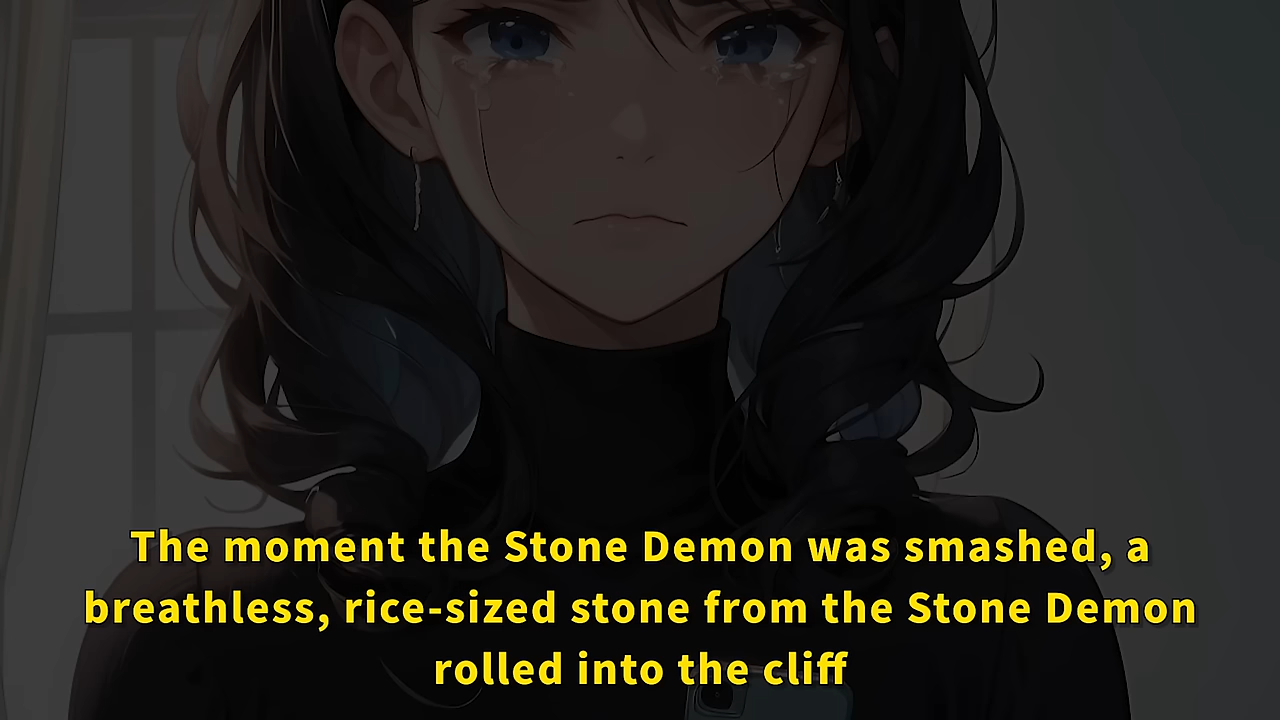 The moment the Stone Demon was smashed, a
breathless, rice-sized stone from the Stone Demon
rolled into the cliff